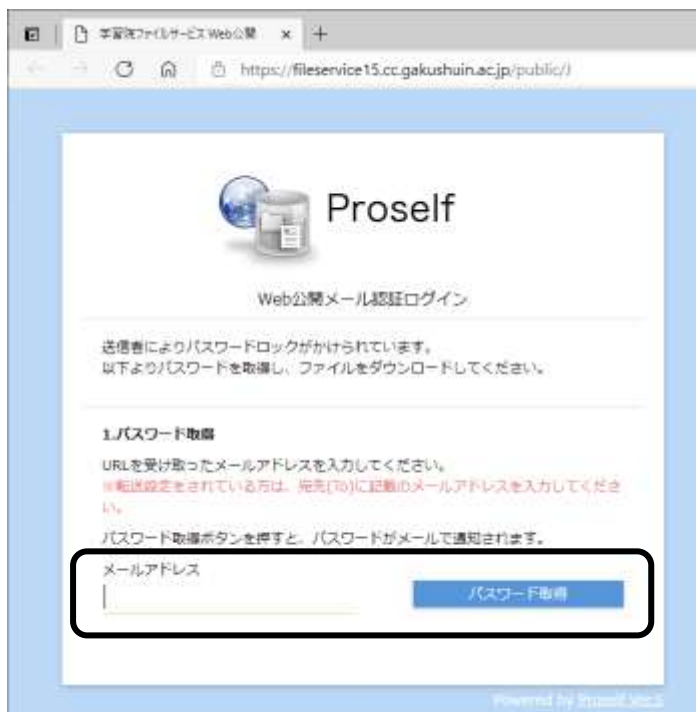 学習院ファイルサービス Web公開
https://fileservice15.cc.gakushuin.ac.jp/public/
Proself
Web公開メール認証ログイン
送信者によりパスワードロックがかけられています。
以下よりパスワードを取得し、ファイルをダウンロードしてください。
1.パスワード取得
URLを受け取ったメールアドレスを入力してください。
※転送設定をされている方は、宛先(To)に記載のメールアドレスを入力してくださ
い。
パスワード取得ボタンを押すと、パスワードがメールで通知されます。
メールアドレス
パスワード取得
Powered by Proself Ver.5